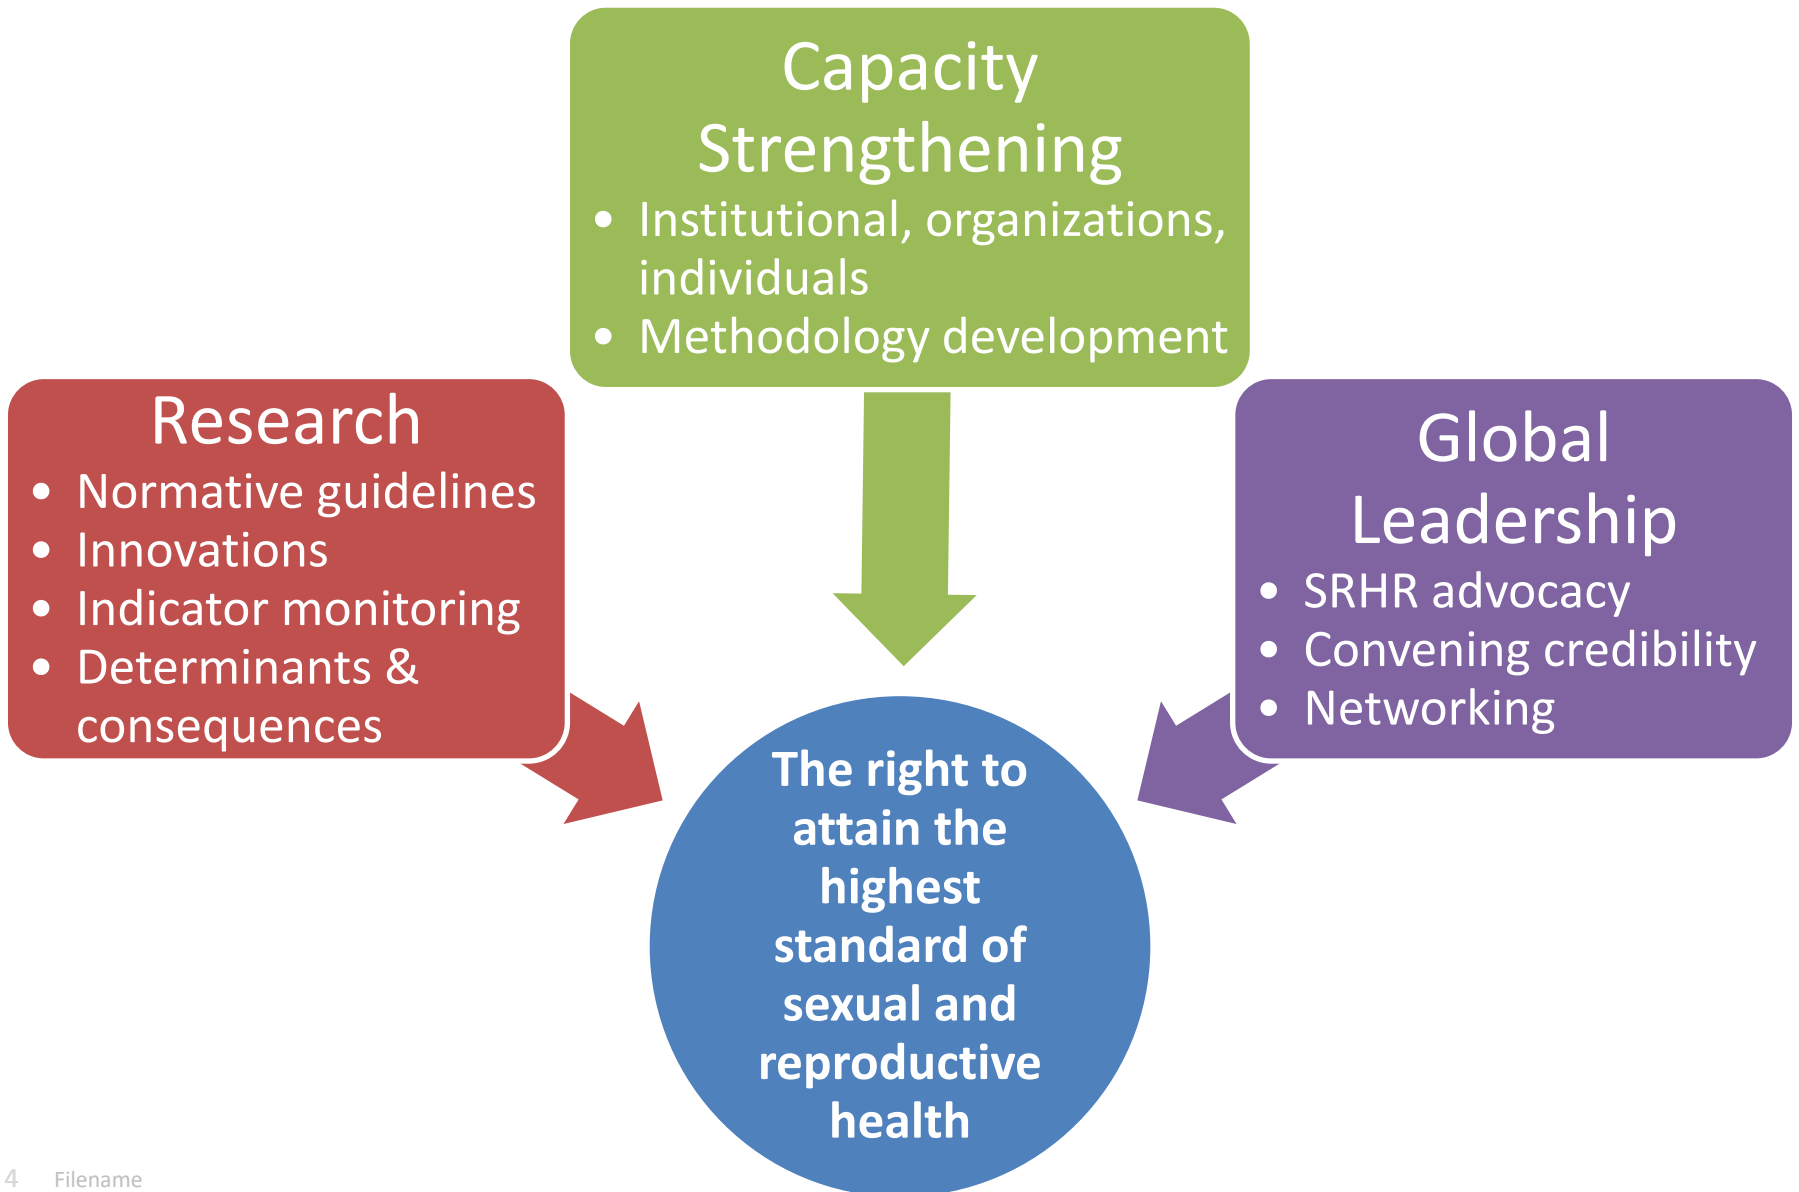 Capacity
Strengthening
• Institutional, organizations,
individuals
• Methodology development
Research
• Normative guidelines
• Innovations
• Indicator monitoring
• Determinants &
consequences
Global
Leadership
• SRHR advocacy
• Convening credibility
• Networking
The right to
attain the
highest
standard of
sexual and
reproductive
health
4 Filename